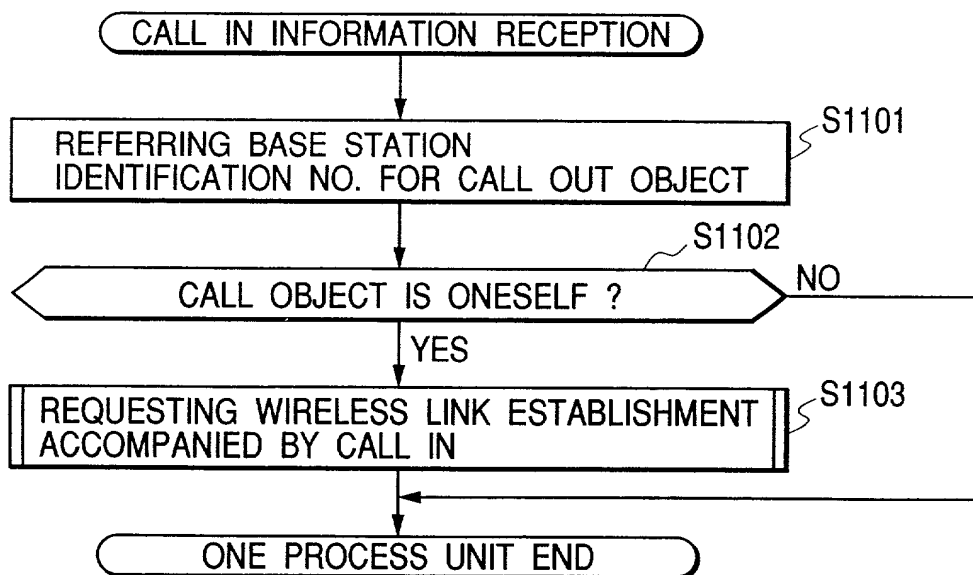 CALL IN INFORMATION RECEPTION
S1101
REFERRING BASE STATION
IDENTIFICATION NO. FOR CALL OUT OBJECT
S1102
CALL OBJECT IS ONESELF ?
NO
YES
S1103
REQUESTING WIRELESS LINK ESTABLISHMENT
ACCOMPANIED BY CALL IN
ONE PROCESS UNIT END